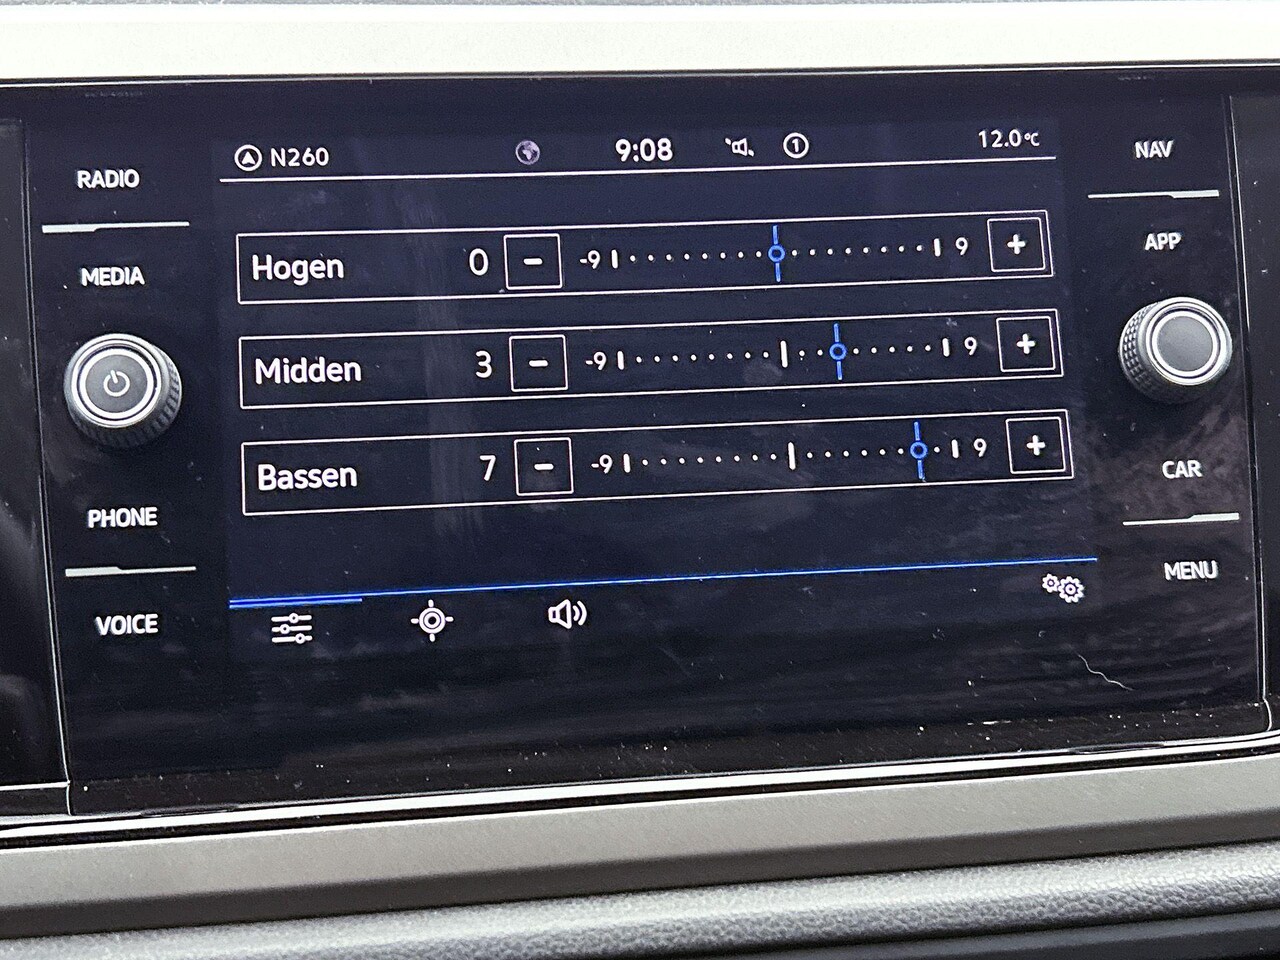 N260 9:08 1 12.0°C
RADIO
MEDIA
PHONE
VOICE
Hogen 0 - -9 9 +
Midden 3 - -9 9 +
Bassen 7 - -9 9 +
NAV
APP
CAR
MENU